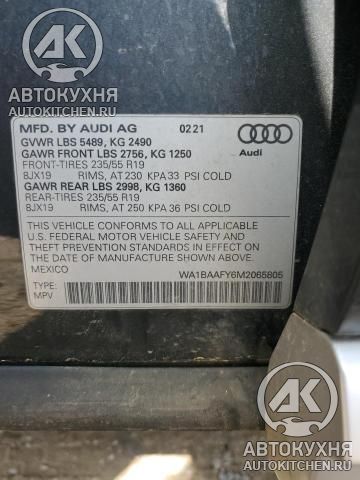 АК
АВТОКУХНЯ
AUTOKITCHEN.RU
MFD. BY AUDI AG 02 21
GVWR LBS 5489, KG 2490
GAWR FRONT LBS 2756, KG 1250
FRONT-TIRES 235/55 R19
8JX19 RIMS, AT 230 KPA 33 PSI COLD
GAWR REAR LBS 2998, KG 1360
REAR-TIRES 235/55 R19
8JX19 RIMS, AT 250 KPA 36 PSI COLD
Audi
THIS VEHICLE CONFORMS TO ALL APPLICABLE
U.S. FEDERAL MOTOR VEHICLE SAFETY AND
THEFT PREVENTION STANDARDS IN EFFECT ON
THE DATE OF MANUFACTURE SHOWN ABOVE.
MEXICO WA1BAAFY6M2065805
TYPE:
MPV
АК
АВТОКУХНЯ
AUTOKITCHEN.RU